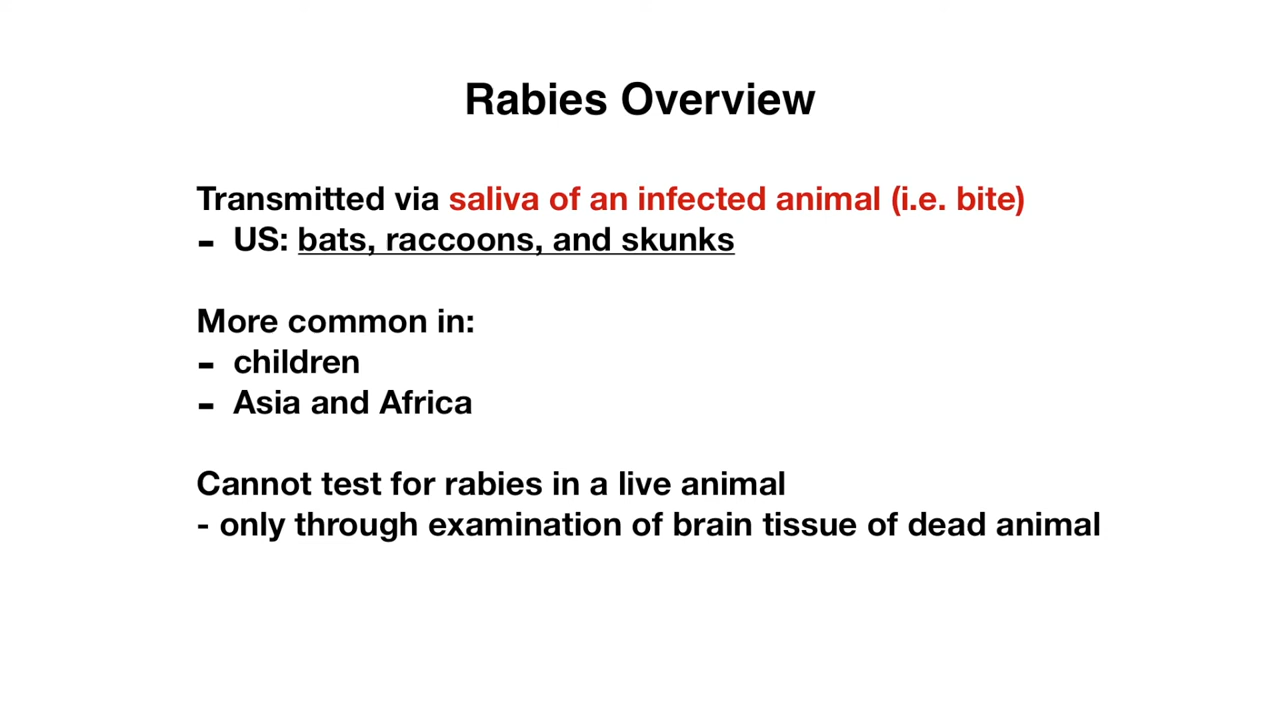 Rabies Overview
Transmitted via saliva of an infected animal (i.e. bite)
- US: bats, raccoons, and skunks
More common in:
- children
- Asia and Africa
Cannot test for rabies in a live animal
- only through examination of brain tissue of dead animal